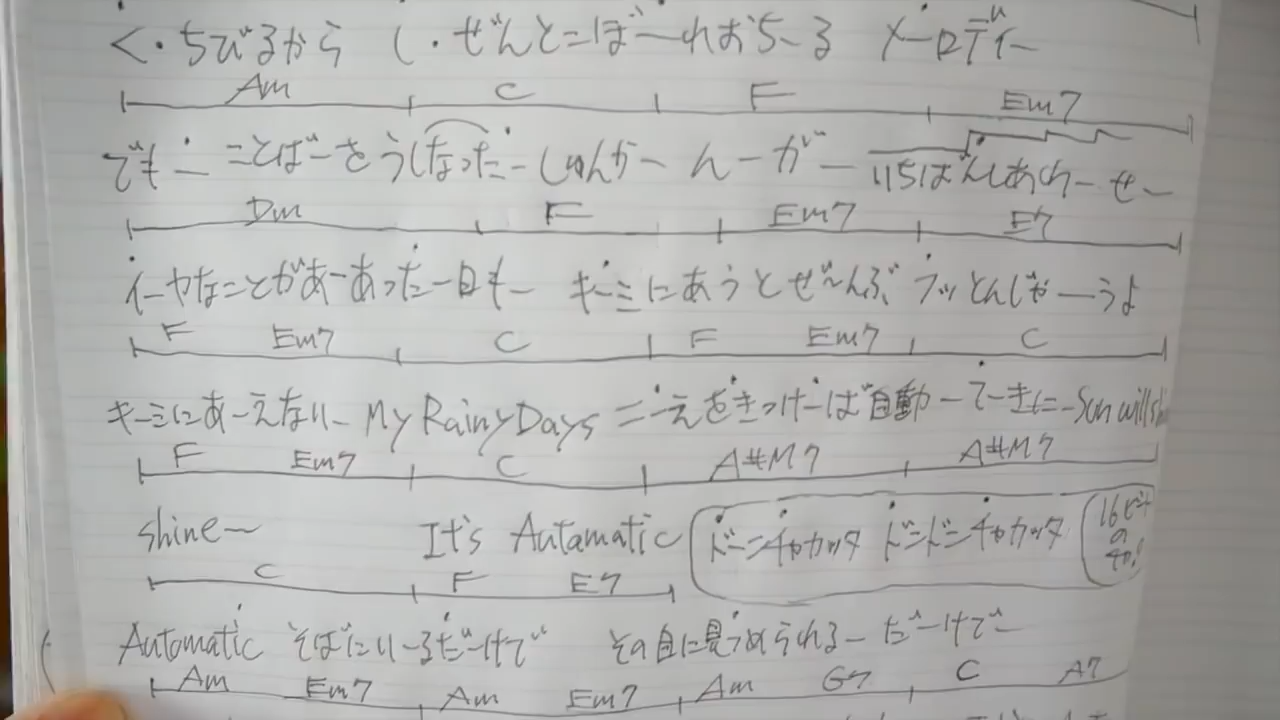 く・ちびるから し・ぜんとこぼーれおちーる メーロディー
Am C F Em7
でもー ことばーをうしなったーしゅんかーんーがー いちばんしあわーせー
Dm F Em7 E7
イーヤなことがあーあったー日もー キーミにあうとぜ〜んぶ フッとんじゃーうよ
F Em7 C F Em7 C
キーミにあーえないー My Rainy Days こーえをきっけーば自動ーてーきにー Sun will
F Em7 C A#M7 A#M7
shine〜 It's Autamatic ドーンチャカッタ ドンドンチャカッタ 16ビート
の
C F E7
Automatic そばにいーるだーけで その目に見つめられるーだーけでー
Am Em7 Am Em7 Am G7 C A7